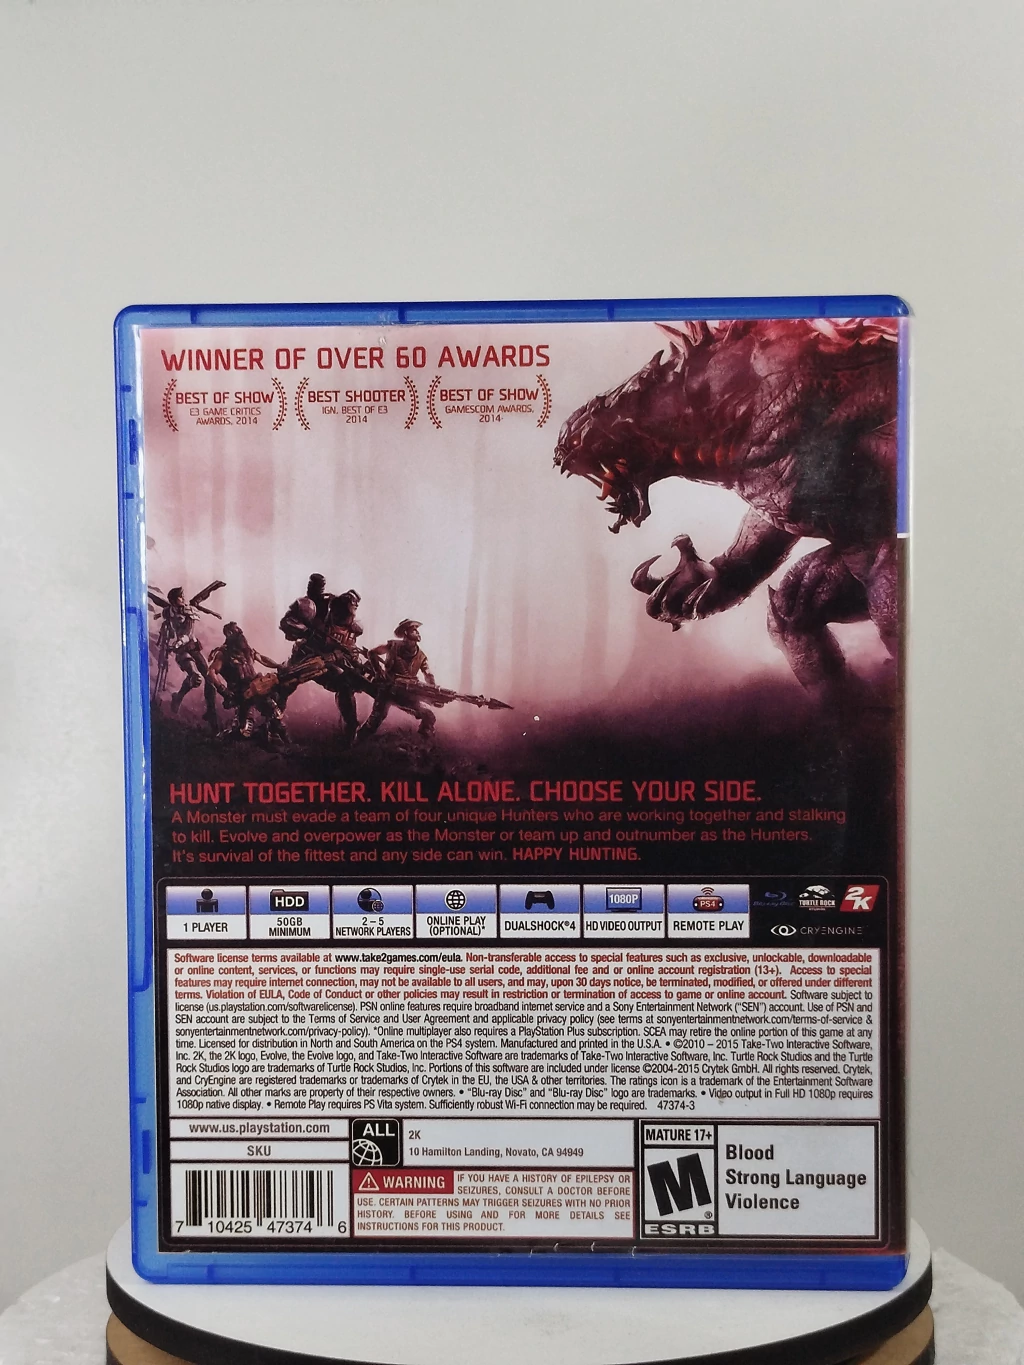 WINNER OF OVER 60 AWARDS
BEST OF SHOW
E3 GAME CRITICS
AWARDS, 2014
BEST SHOOTER
IGN, BEST OF E3
2014
BEST OF SHOW
GAMESCOM AWARDS,
2014
HUNT TOGETHER. KILL ALONE. CHOOSE YOUR SIDE.
A Monster must evade a team of four unique Hunters who are working together and stalking
to kill. Evolve and overpower as the Monster or team up and outnumber as the Hunters.
It's survival of the fittest and any side can win. HAPPY HUNTING.
1 PLAYER
HDD
50GB
MINIMUM
2 – 5
NETWORK PLAYERS
ONLINE PLAY
(OPTIONAL)*
DUALSHOCK®4
1080P
HD VIDEO OUTPUT
PS4
REMOTE PLAY
Blu-ray Disc
TURTLE ROCK
STUDIOS
2K
CRYENGINE®
Software license terms available at www.take2games.com/eula. Non-transferable access to special features such as exclusive, unlockable, downloadable
or online content, services, or functions may require single-use serial code, additional fee and or online account registration (13+). Access to special
features may require internet connection, may not be available to all users, and may, upon 30 days notice, be terminated, modified, or offered under different
terms. Violation of EULA, Code of Conduct or other policies may result in restriction or termination of access to game or online account. Software subject to
license (us.playstation.com/softwarelicense). PSN online features require broadband internet service and a Sony Entertainment Network ("SEN") account. Use of PSN and
SEN account are subject to the Terms of Service and User Agreement and applicable privacy policy (see terms at sonyentertainmentnetwork.com/terms-of-service &
sonyentertainmentnetwork.com/privacy-policy). *Online multiplayer also requires a PlayStation Plus subscription. SCEA may retire the online portion of this game at any
time. Licensed for distribution in North and South America on the PS4 system. Manufactured and printed in the U.S.A. • ©2010 – 2015 Take-Two Interactive Software,
Inc. 2K, the 2K logo, Evolve, the Evolve logo, and Take-Two Interactive Software are trademarks of Take-Two Interactive Software, Inc. Turtle Rock Studios and the Turtle
Rock Studios logo are trademarks of Turtle Rock Studios, Inc. Portions of this software are included under license ©2004-2015 Crytek GmbH. All rights reserved. Crytek,
and CryEngine are registered trademarks or trademarks of Crytek in the EU, the USA & other territories. The ratings icon is a trademark of the Entertainment Software
Association. All other marks are property of their respective owners. • "Blu-ray Disc" and "Blu-ray Disc" logo are trademarks. • Video output in Full HD 1080p requires
1080p native display. • Remote Play requires PS Vita system. Sufficiently robust Wi-Fi connection may be required. 47374-3
www.us.playstation.com
SKU
7 10425 47374 6
ALL
2K
10 Hamilton Landing, Novato, CA 94949
WARNING IF YOU HAVE A HISTORY OF EPILEPSY OR
SEIZURES, CONSULT A DOCTOR BEFORE
USE. CERTAIN PATTERNS MAY TRIGGER SEIZURES WITH NO PRIOR
HISTORY. BEFORE USING AND FOR MORE DETAILS SEE
INSTRUCTIONS FOR THIS PRODUCT.
MATURE 17+
M
®
ESRB
Blood
Strong Language
Violence